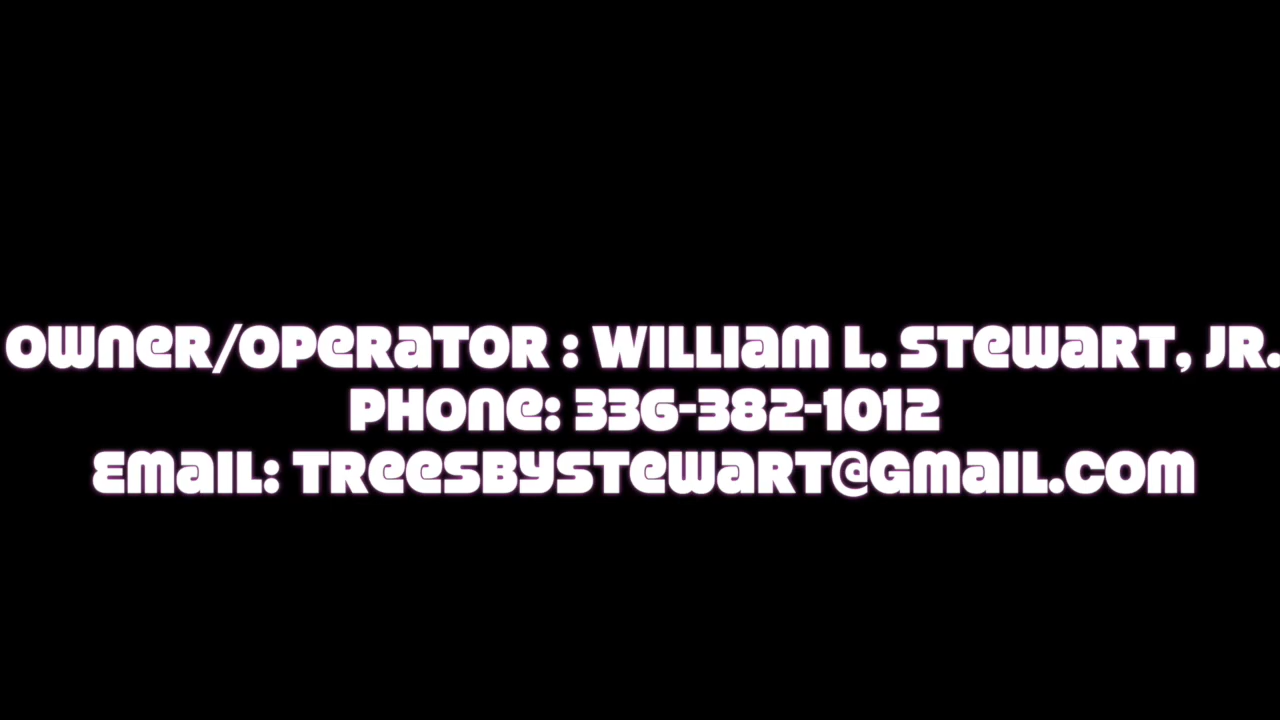 Owner/Operator : William L. Stewart, Jr.
Phone: 336-382-1012
Email: treesbystewart@gmail.com